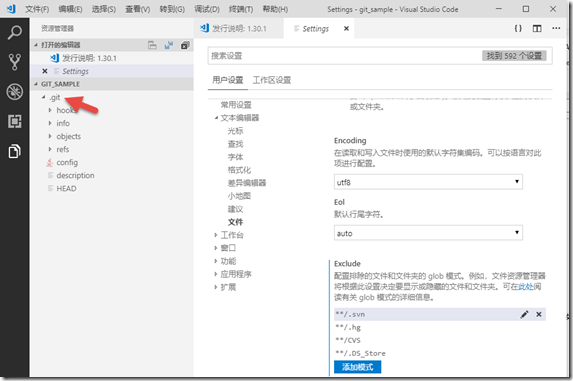 文件(F) 编辑(E) 选择(S) 查看(V) 转到(G) 调试(D) 终端(T) 帮助(H) Settings - git_sample - Visual Studio Code
资源管理器
打开的编辑器
发行说明: 1.30.1
Settings
GIT_SAMPLE
.git
hooks
info
objects
refs
config
description
HEAD
发行说明: 1.30.1
Settings
搜索设置
找到 592 个设置
用户设置 工作区设置
常用设置
文本编辑器
光标
查找
字体
格式化
差异编辑器
小地图
建议
文件
工作台
窗口
功能
应用程序
扩展
或文件夹。
Encoding
在读取和写入文件时使用的默认字符集编码。可以按语言对此
项进行配置。
utf8
Eol
默认行尾字符。
auto
Exclude
配置排除的文件和文件夹的 glob 模式。例如，文件资源管理器
将根据此设置决定要显示或隐藏的文件和文件夹。可在此处阅
读有关 glob 模式的详细信息。
**/.svn
**/.hg
**/CVS
**/.DS_Store
添加模式